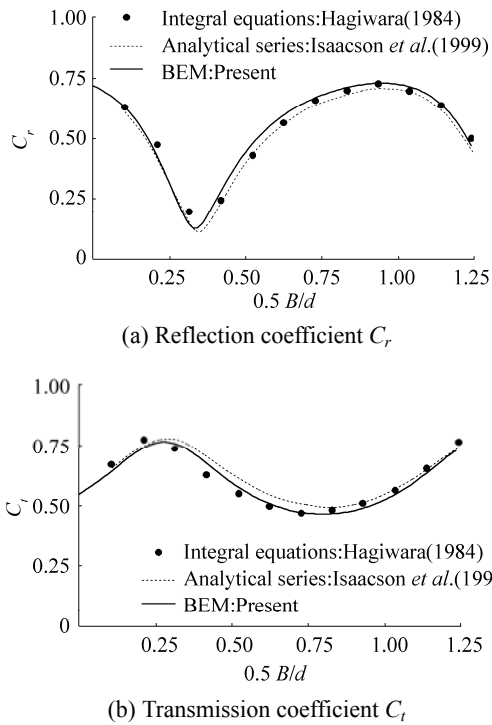 1.00
Integral equations:Hagiwara(1984)
Analytical series:Isaacson et al.(1999)
BEM:Present
0.75
Cr
0.50
0.25
0
0.25 0.50 0.75 1.00 1.25
0.5 B/d
(a) Reflection coefficient Cr
1.00
0.75
Ct
0.50
Integral equations:Hagiwara(1984)
Analytical series:Isaacson et al.(199
0.25
BEM:Present
0
0.25 0.50 0.75 1.00 1.25
0.5 B/d
(b) Transmission coefficient Ct